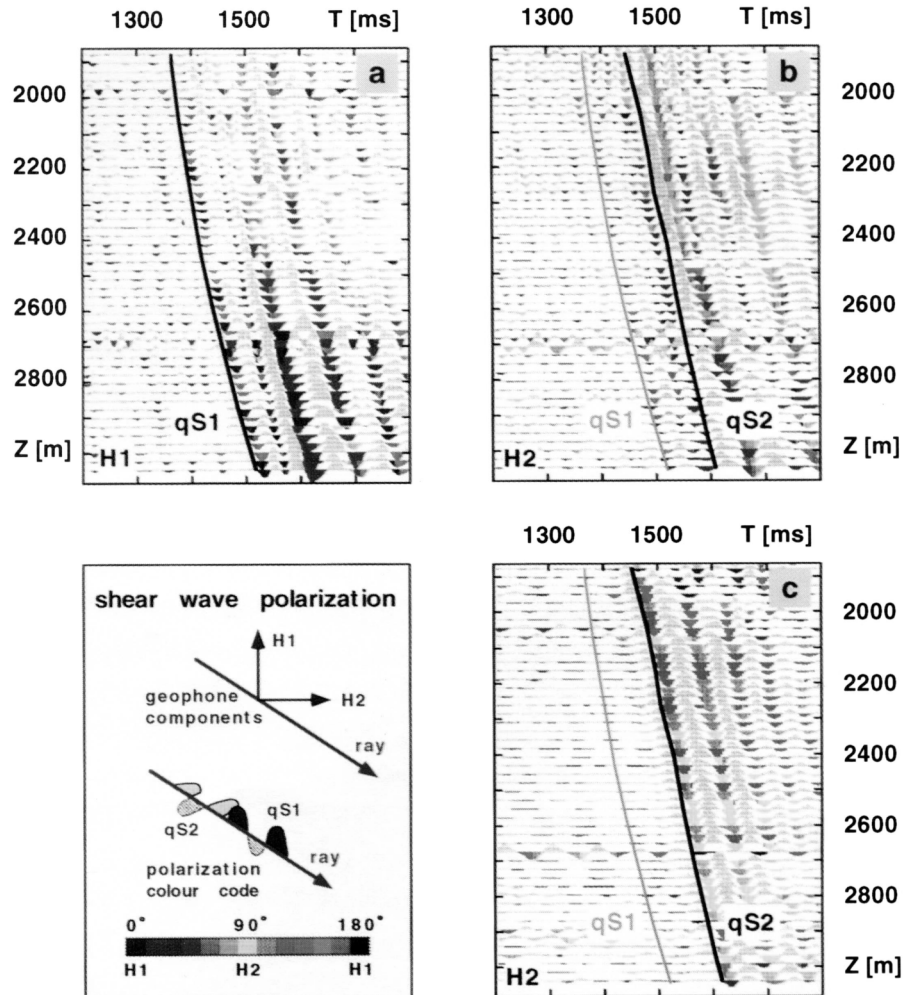 1300 1500 T [ms]
a
2000
2200
2400
2600
2800
Z [m]
qS1
H1
1300 1500 T [ms]
b
2000
2200
2400
2600
2800
Z [m]
qS1
qS2
H2
shear wave polarization
H1
geophone
components
H2
ray
qS2
qS1
ray
polarization
colour code
0° 90° 180°
H1 H2 H1
1300 1500 T [ms]
c
2000
2200
2400
2600
2800
Z [m]
qS1
qS2
H2